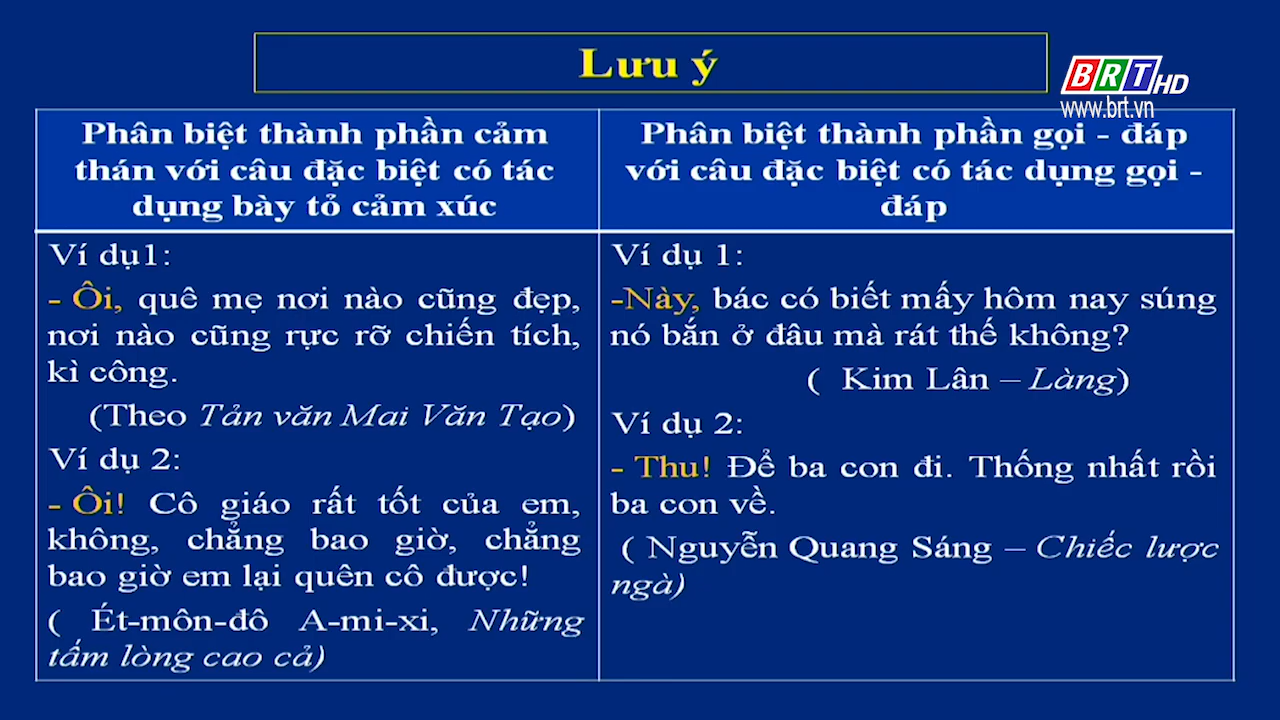 Lưu ý
BRT HD
www.brt.vn
Phân biệt thành phần cảm
thán với câu đặc biệt có tác
dụng bày tỏ cảm xúc
Phân biệt thành phần gọi - đáp
với câu đặc biệt có tác dụng gọi -
đáp
Ví dụ1:
- Ôi, quê mẹ nơi nào cũng đẹp,
nơi nào cũng rực rỡ chiến tích,
kì công.
(Theo Tản văn Mai Văn Tạo)
Ví dụ 2:
- Ôi! Cô giáo rất tốt của em,
không, chẳng bao giờ, chẳng
bao giờ em lại quên cô được!
( Ét-môn-đô A-mi-xi, Những
tấm lòng cao cả)
Ví dụ 1:
-Này, bác có biết mấy hôm nay súng
nó bắn ở đâu mà rát thế không?
( Kim Lân – Làng)
Ví dụ 2:
- Thu! Để ba con đi. Thống nhất rồi
ba con về.
( Nguyễn Quang Sáng – Chiếc lược
ngà)